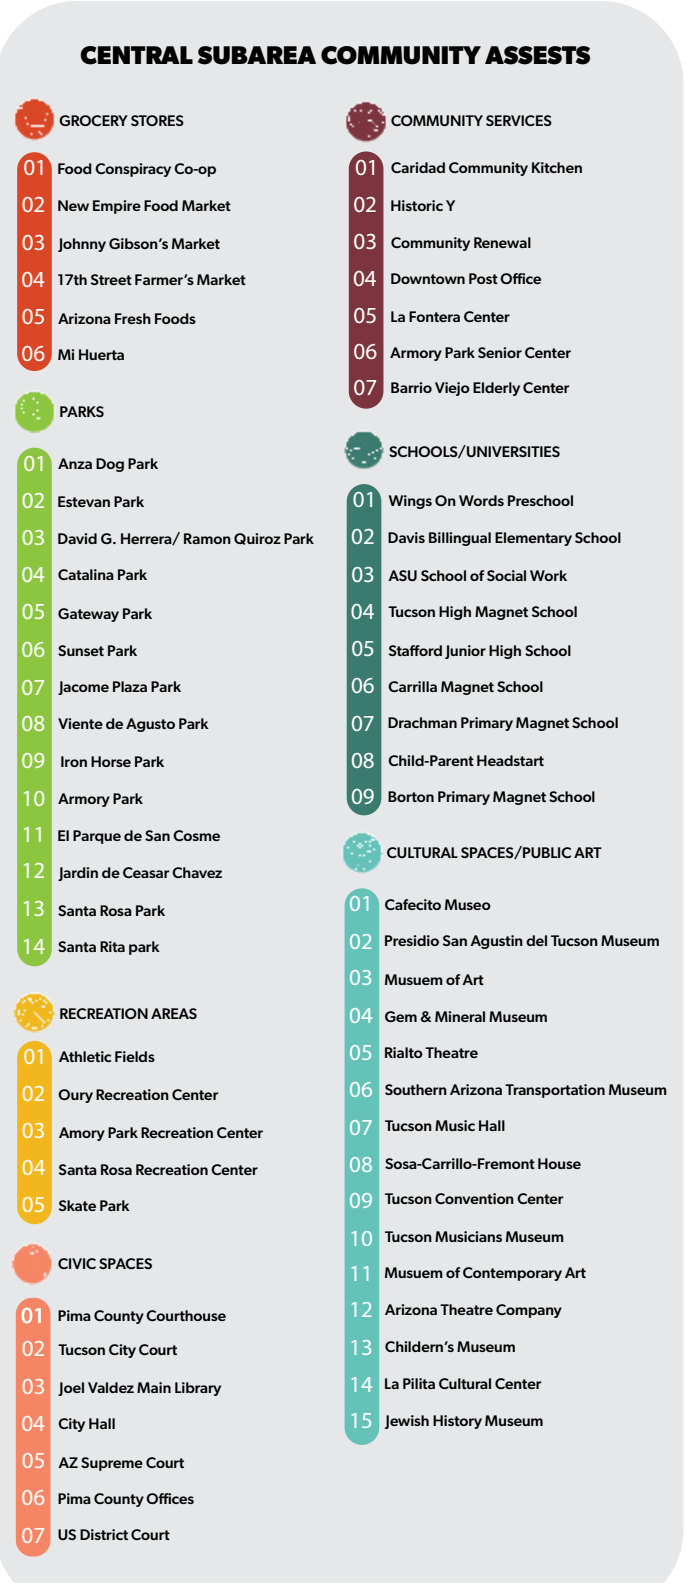 CENTRAL SUBAREA COMMUNITY ASSESTS
GROCERY STORES
01 Food Conspiracy Co-op
02 New Empire Food Market
03 Johnny Gibson's Market
04 17th Street Farmer's Market
05 Arizona Fresh Foods
06 Mi Huerta
PARKS
01 Anza Dog Park
02 Estevan Park
03 David G. Herrera/ Ramon Quiroz Park
04 Catalina Park
05 Gateway Park
06 Sunset Park
07 Jacome Plaza Park
08 Viente de Agusto Park
09 Iron Horse Park
10 Armory Park
11 El Parque de San Cosme
12 Jardin de Ceasar Chavez
13 Santa Rosa Park
14 Santa Rita park
RECREATION AREAS
01 Athletic Fields
02 Oury Recreation Center
03 Amory Park Recreation Center
04 Santa Rosa Recreation Center
05 Skate Park
CIVIC SPACES
01 Pima County Courthouse
02 Tucson City Court
03 Joel Valdez Main Library
04 City Hall
05 AZ Supreme Court
06 Pima County Offices
07 US District Court
COMMUNITY SERVICES
01 Caridad Community Kitchen
02 Historic Y
03 Community Renewal
04 Downtown Post Office
05 La Fontera Center
06 Armory Park Senior Center
07 Barrio Viejo Elderly Center
SCHOOLS/UNIVERSITIES
01 Wings On Words Preschool
02 Davis Billingual Elementary School
03 ASU School of Social Work
04 Tucson High Magnet School
05 Stafford Junior High School
06 Carrilla Magnet School
07 Drachman Primary Magnet School
08 Child-Parent Headstart
09 Borton Primary Magnet School
CULTURAL SPACES/PUBLIC ART
01 Cafecito Museo
02 Presidio San Agustin del Tucson Museum
03 Musuem of Art
04 Gem & Mineral Museum
05 Rialto Theatre
06 Southern Arizona Transportation Museum
07 Tucson Music Hall
08 Sosa-Carrillo-Fremont House
09 Tucson Convention Center
10 Tucson Musicians Museum
11 Musuem of Contemporary Art
12 Arizona Theatre Company
13 Childern's Museum
14 La Pilita Cultural Center
15 Jewish History Museum